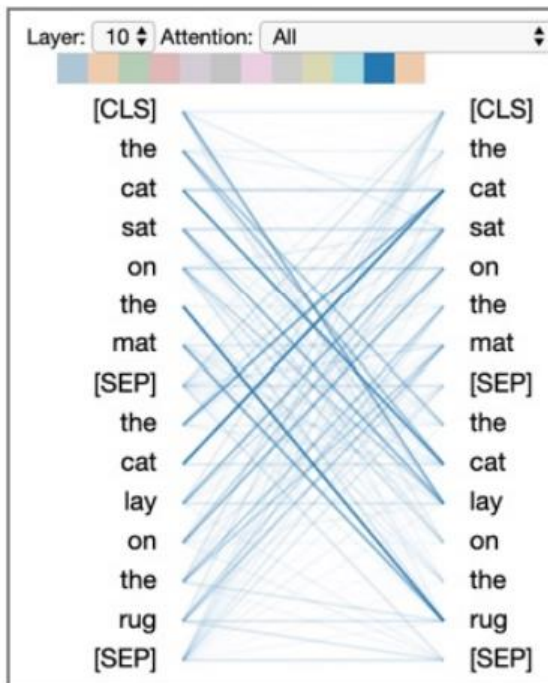 Layer: 10 Attention: All
[CLS] [CLS]
the the
cat cat
sat sat
on on
the the
mat mat
[SEP] [SEP]
the the
cat cat
lay lay
on on
the the
rug rug
[SEP] [SEP]